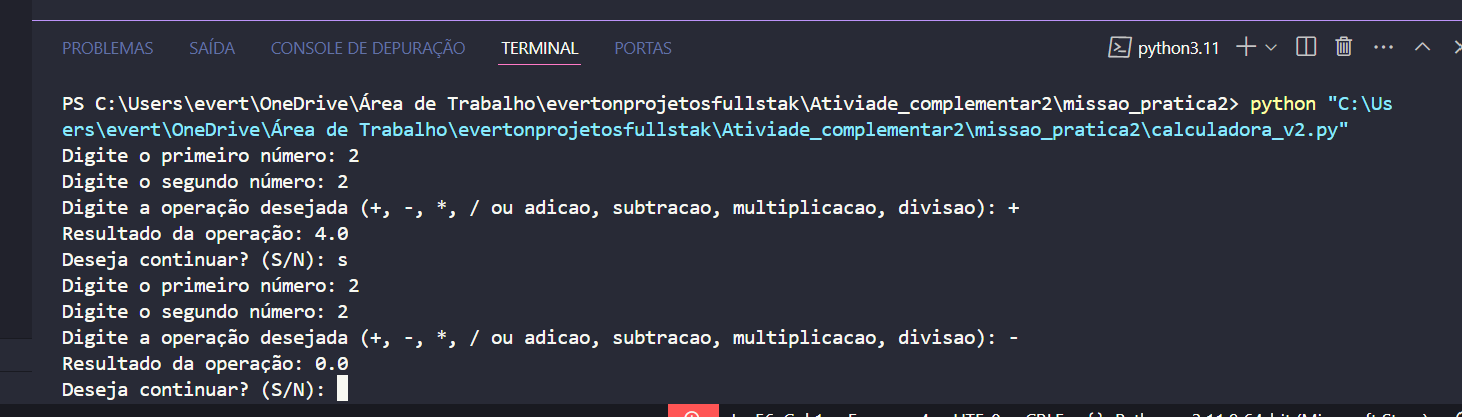 PROBLEMAS SAÍDA CONSOLE DE DEPURAÇÃO TERMINAL PORTAS python3.11
PS C:\Users\evert\OneDrive\Área de Trabalho\evertonprojetosfullstak\Ativiade_complementar2\missao_pratica2> python "C:\Us
ers\evert\OneDrive\Área de Trabalho\evertonprojetosfullstak\Ativiade_complementar2\missao_pratica2\calculadora_v2.py"
Digite o primeiro número: 2
Digite o segundo número: 2
Digite a operação desejada (+, -, *, / ou adicao, subtracao, multiplicacao, divisao): +
Resultado da operação: 4.0
Deseja continuar? (S/N): s
Digite o primeiro número: 2
Digite o segundo número: 2
Digite a operação desejada (+, -, *, / ou adicao, subtracao, multiplicacao, divisao): -
Resultado da operação: 0.0
Deseja continuar? (S/N):